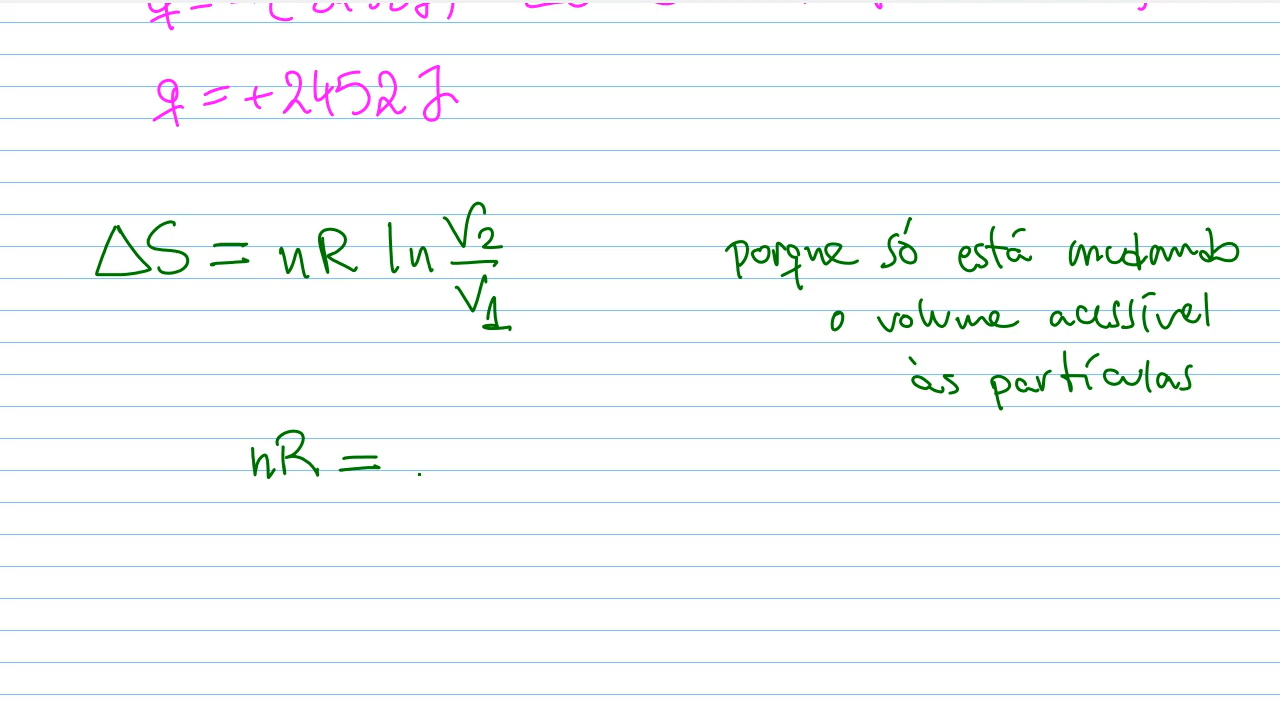 q = +2452 J
ΔS = nR ln V2/V1
porque só está mudando
o volume acessível
às partículas
nR =